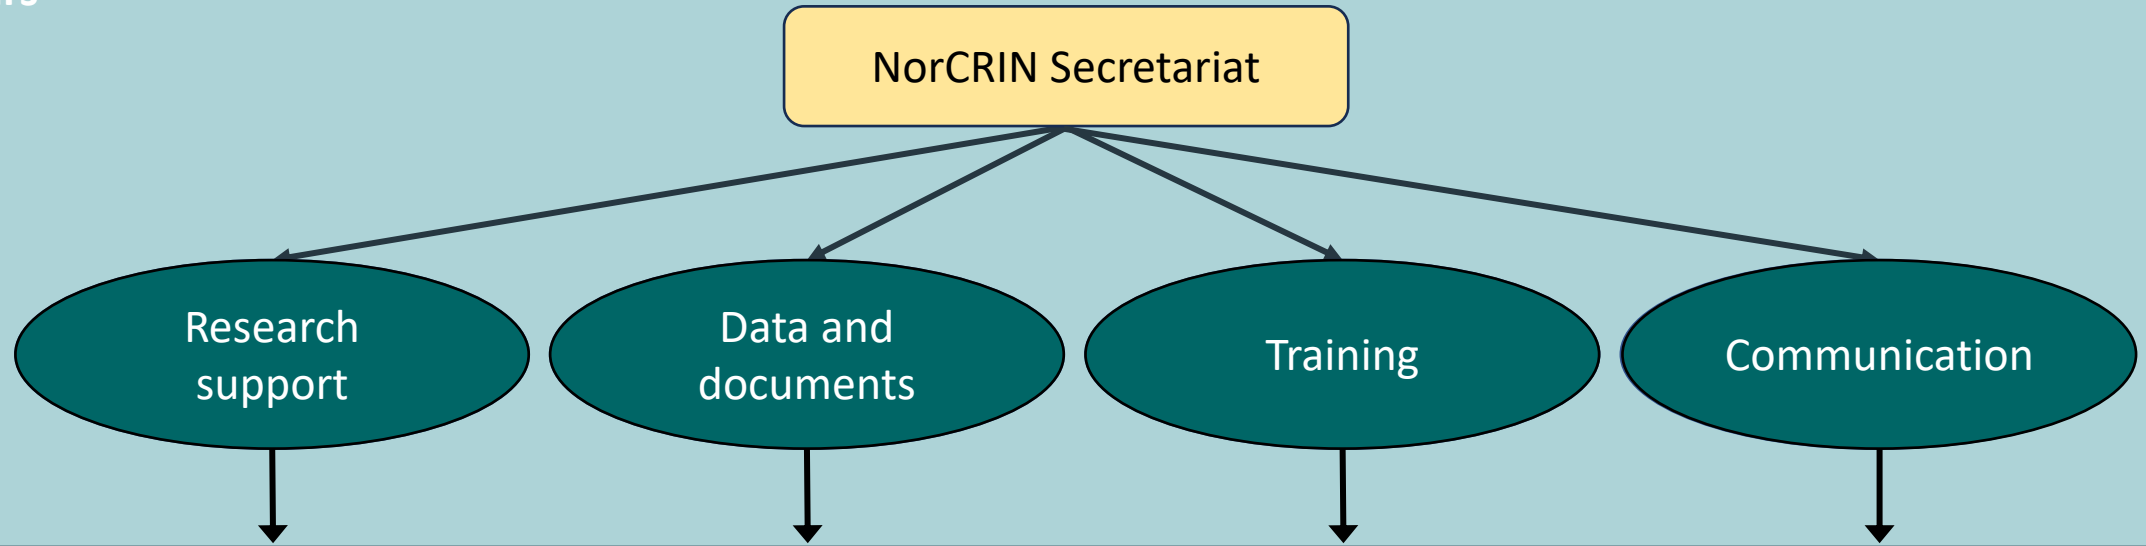 NorCRIN Secretariat
Research
support
Data and
documents
Training
Communication